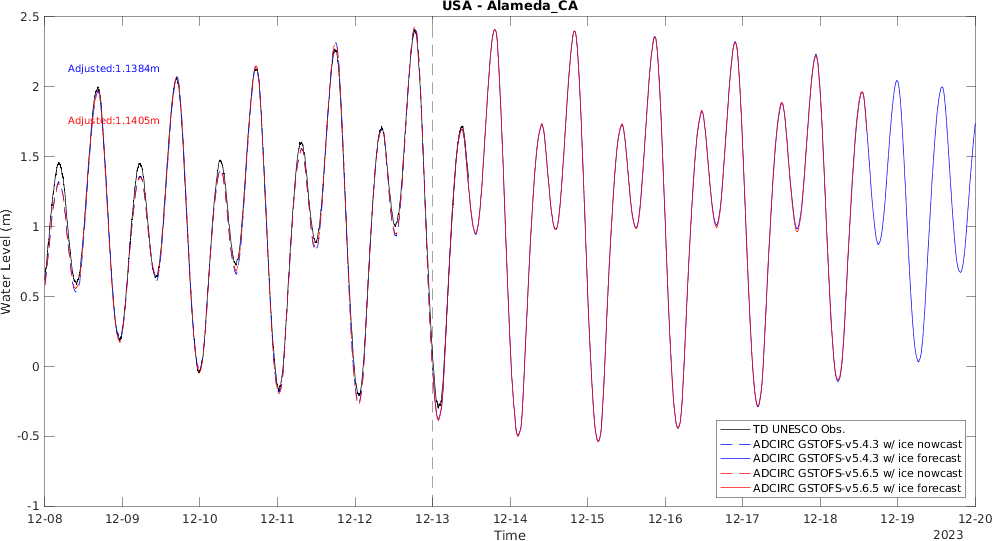 USA - Alameda_CA
Adjusted:1.1384m
Adjusted:1.1405m
Water Level (m)
2.5
2
1.5
1
0.5
0
-0.5
-1
12-08 12-09 12-10 12-11 12-12 12-13 12-14 12-15 12-16 12-17 12-18 12-19 12-20
Time
2023
TD UNESCO Obs.
ADCIRC GSTOFS-v5.4.3 w/ ice nowcast
ADCIRC GSTOFS-v5.4.3 w/ ice forecast
ADCIRC GSTOFS-v5.6.5 w/ ice nowcast
ADCIRC GSTOFS-v5.6.5 w/ ice forecast